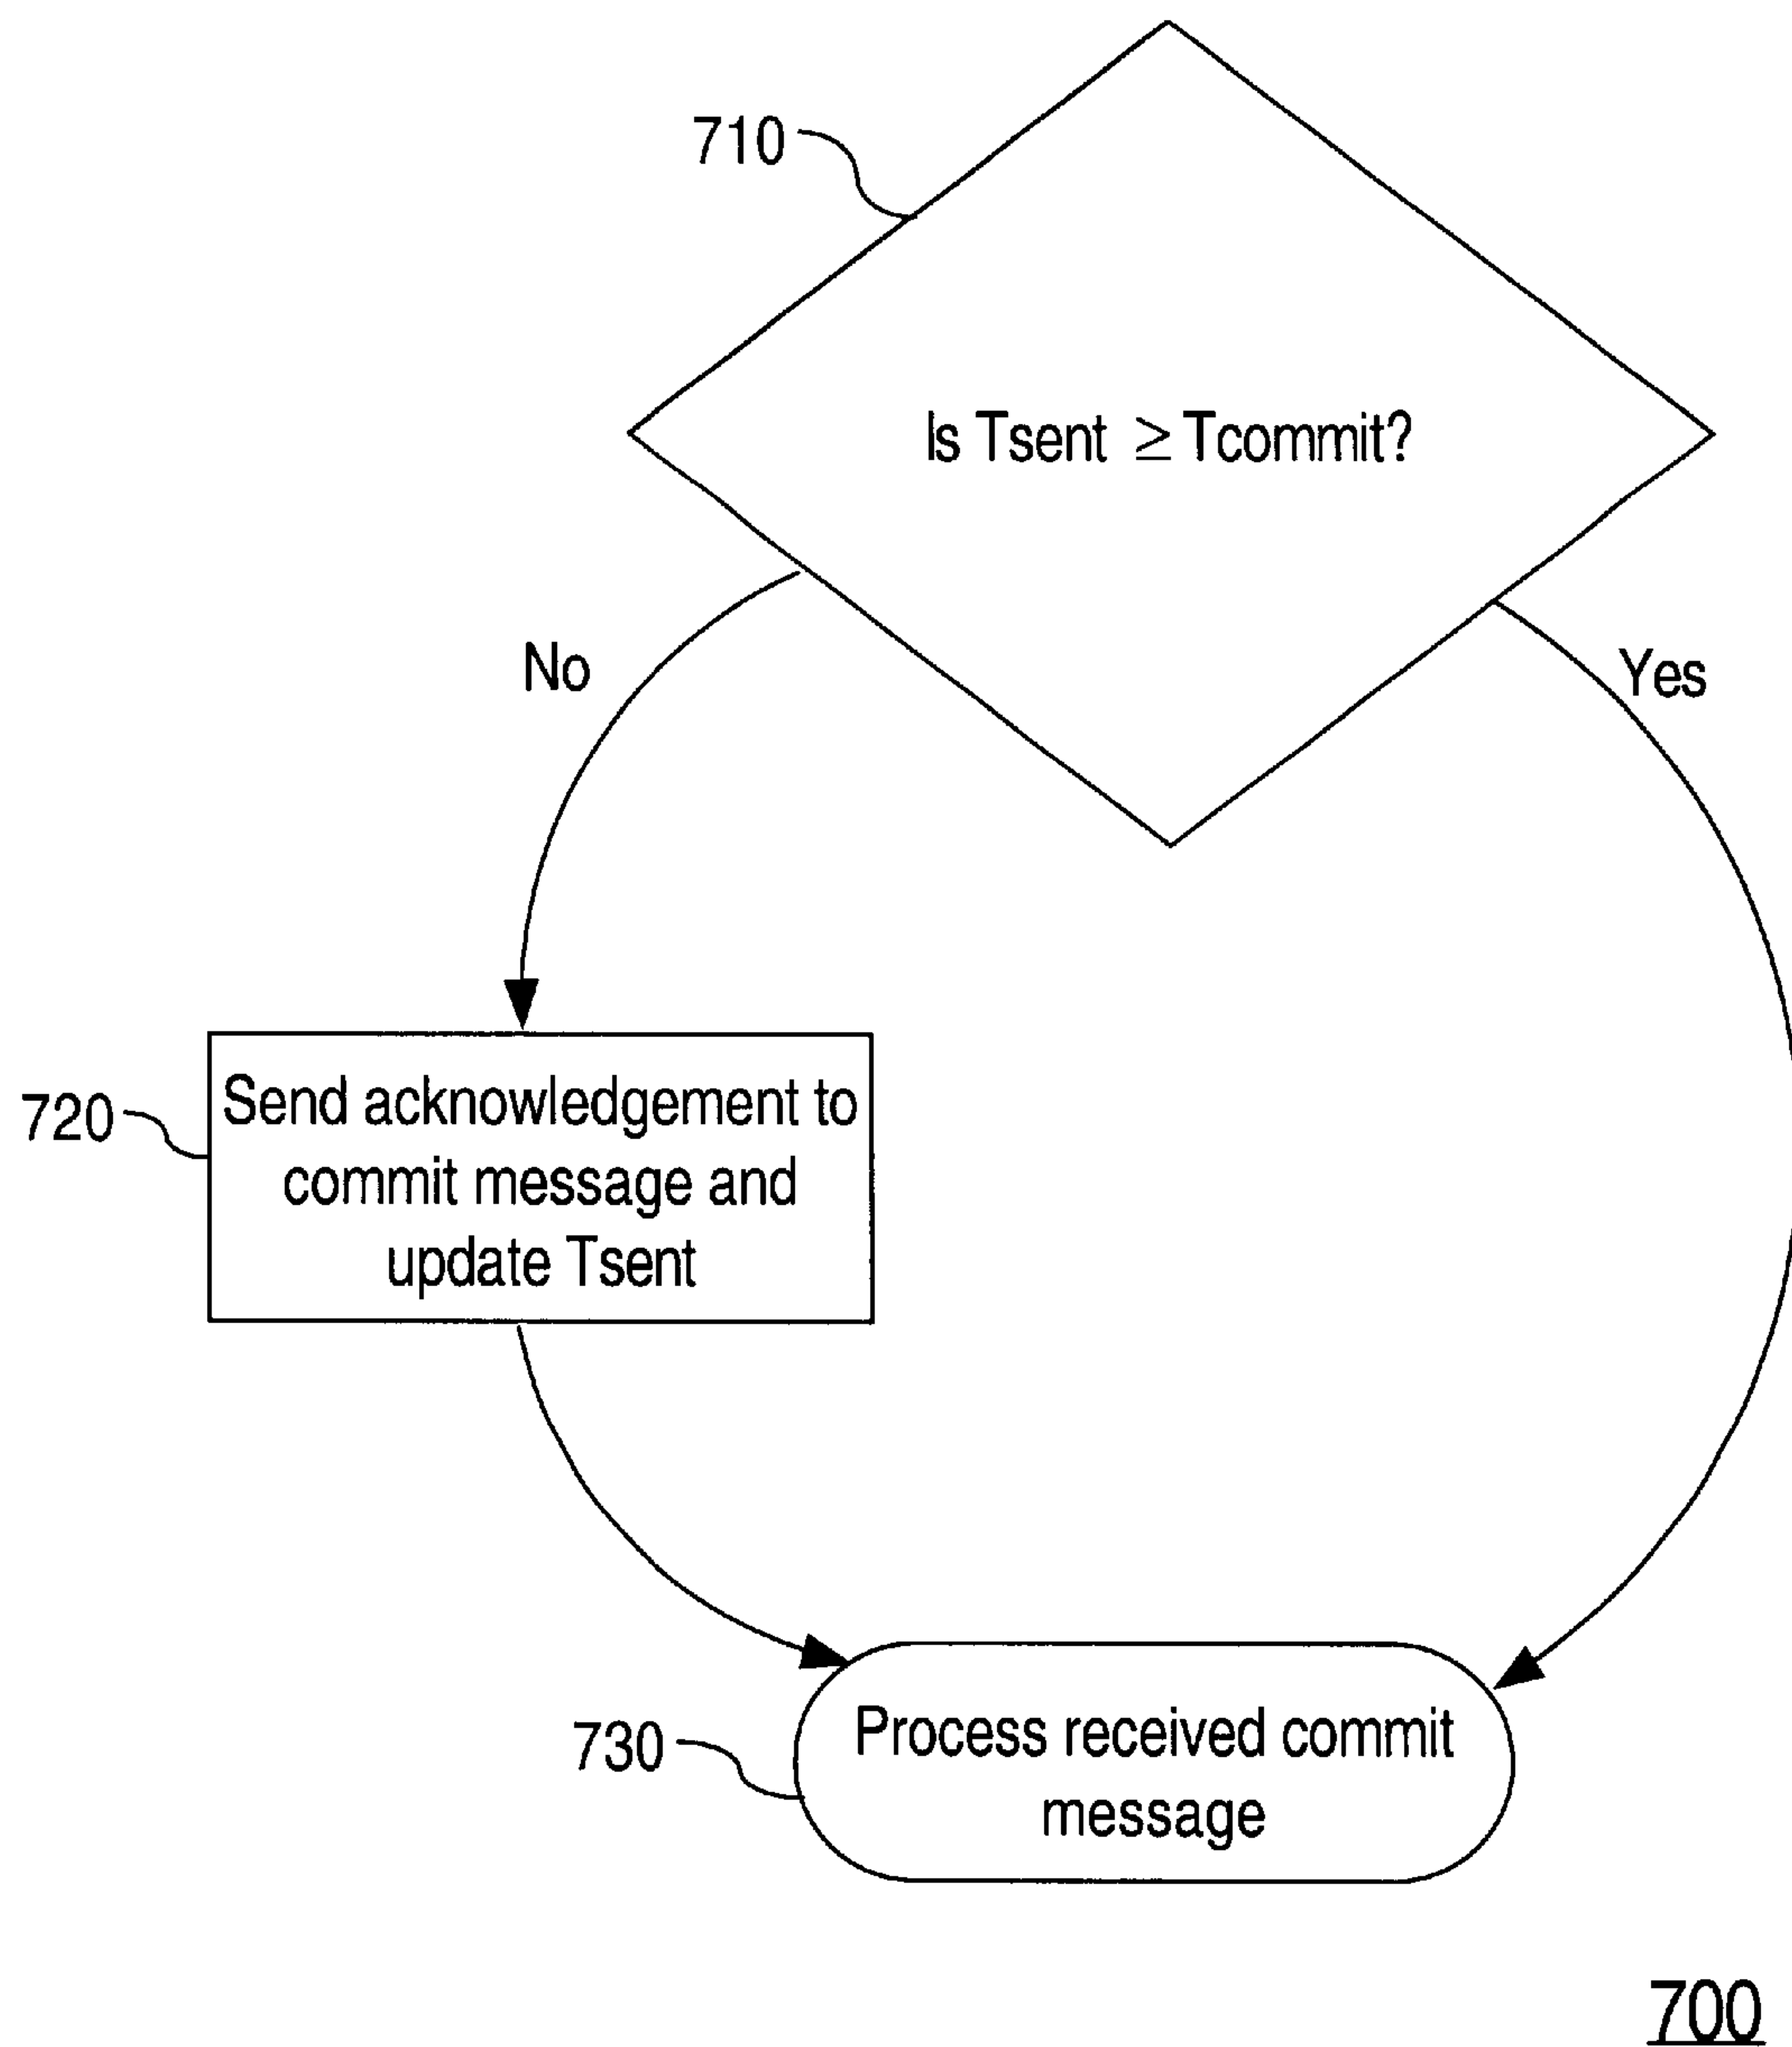 710
Is Tsent ≥ Tcommit?
No
Yes
720
Send acknowledgement to
commit message and
update Tsent
730
Process received commit
message
700